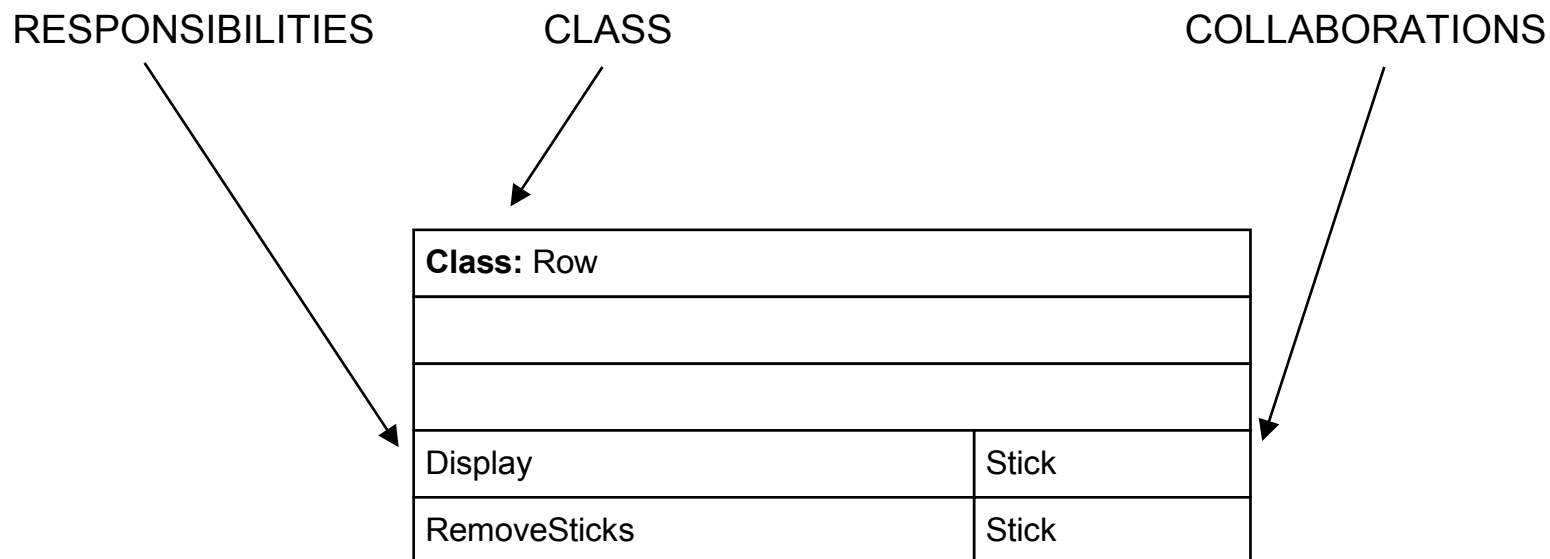 RESPONSIBILITIES CLASS COLLABORATIONS
Class: Row
Display Stick
RemoveSticks Stick